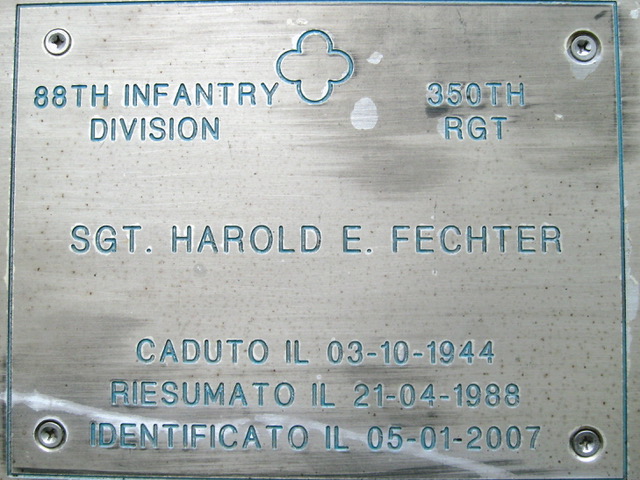 88TH INFANTRY DIVISION
350TH RGT
SGT. HAROLD E. FECHTER
CADUTO IL 03-10-1944
RIESUMATO IL 21-04-1988
IDENTIFICATO IL 05-01-2007